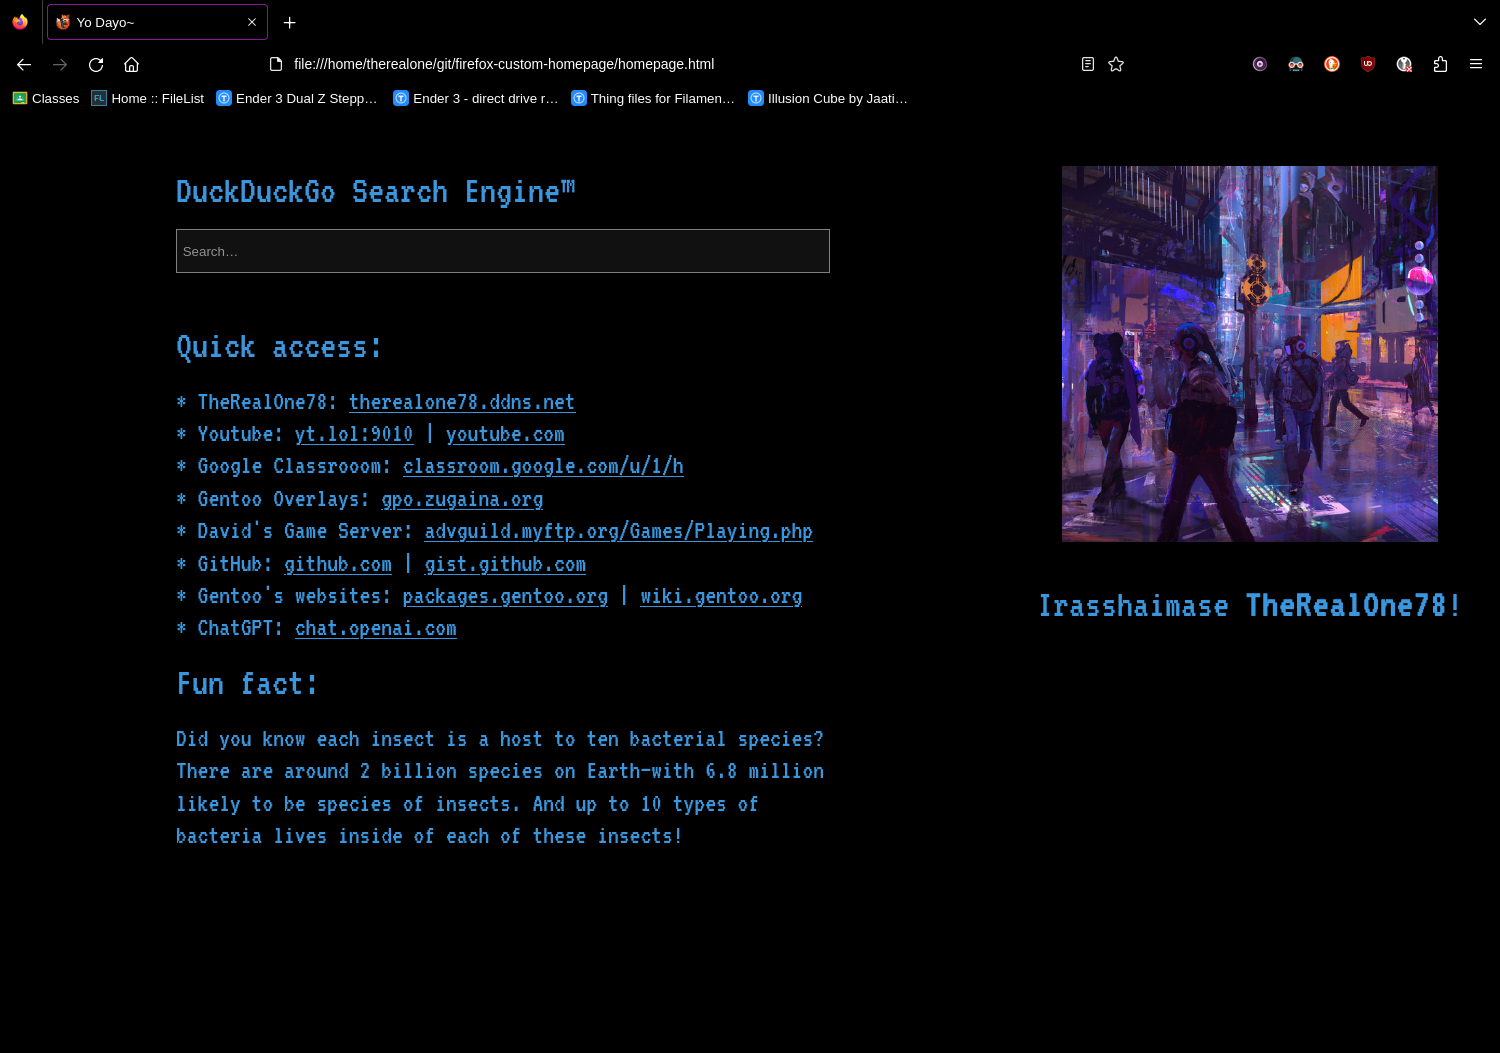 Yo Dayo~
file:///home/therealone/git/firefox-custom-homepage/homepage.html
Classes
FL
Home :: FileList
Ender 3 Dual Z Stepp…
Ender 3 - direct drive r…
Thing files for Filamen…
Illusion Cube by Jaati…
DuckDuckGo Search Engine™
Search…
Quick access:
* TheRealOne78: therealone78.ddns.net
* Youtube: yt.lol:9010 | youtube.com
* Google Classrooom: classroom.google.com/u/1/h
* Gentoo Overlays: gpo.zugaina.org
* David's Game Server: advguild.myftp.org/Games/Playing.php
* GitHub: github.com | gist.github.com
* Gentoo's websites: packages.gentoo.org | wiki.gentoo.org
* ChatGPT: chat.openai.com
Fun fact:
Did you know each insect is a host to ten bacterial species?
There are around 2 billion species on Earth—with 6.8 million
likely to be species of insects. And up to 10 types of
bacteria lives inside of each of these insects!
Irasshaimase TheRealOne78!